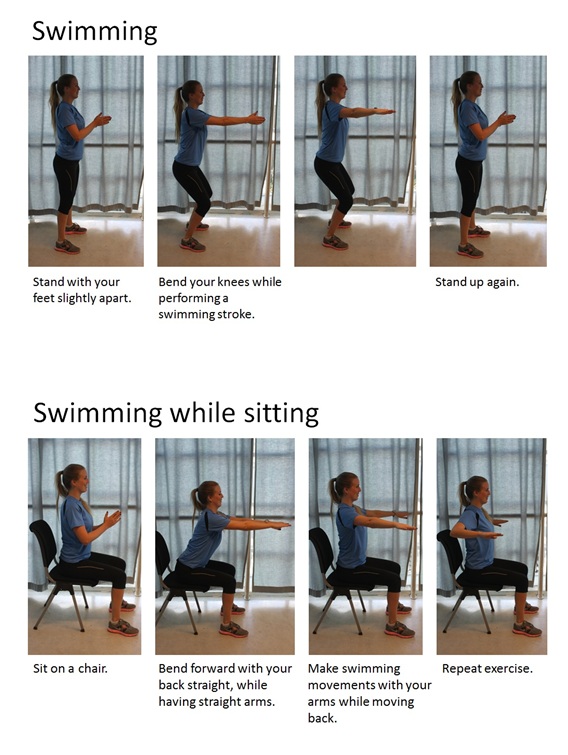 Swimming
Stand with your
feet slightly apart.
Bend your knees while
performing a
swimming stroke.
Stand up again.
Swimming while sitting
Sit on a chair.
Bend forward with your
back straight, while
having straight arms.
Make swimming
movements with your
arms while moving
back.
Repeat exercise.